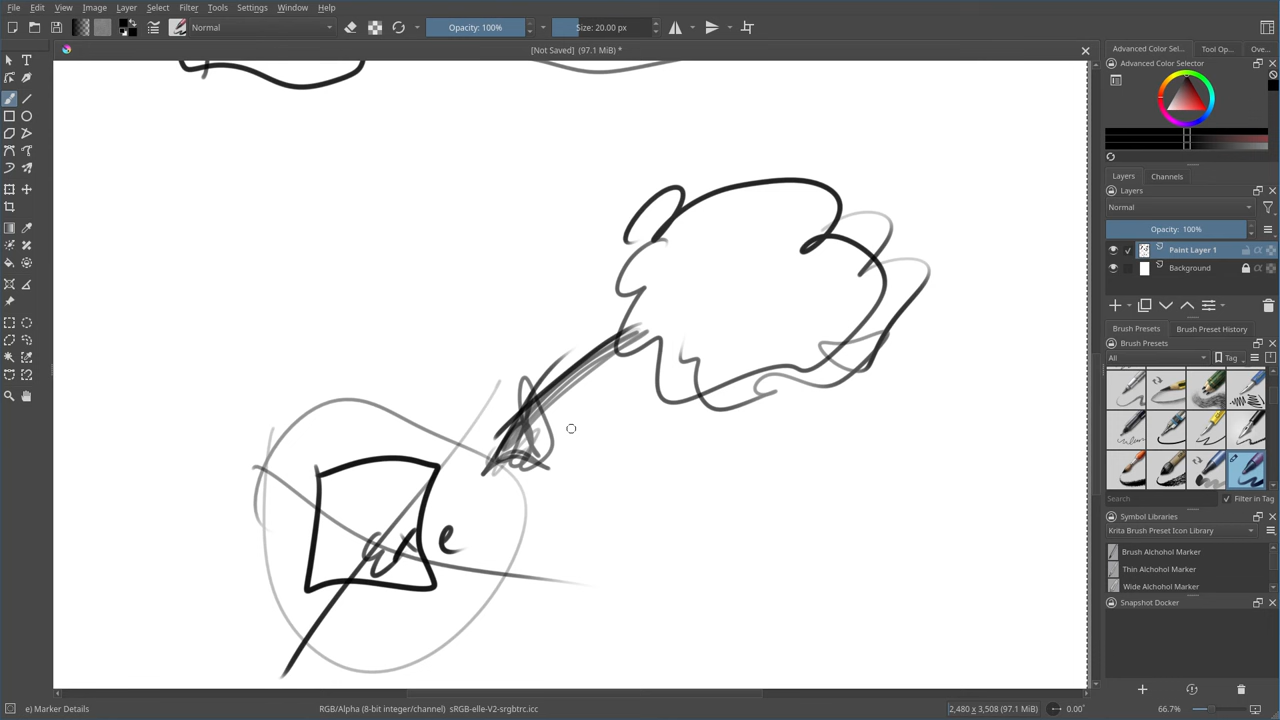 File Edit View Image Layer Select Filter Tools Settings Window Help
Normal
Opacity: 100%
Size: 20.00 px
[Not Saved] (97.1 MiB) *
Advanced Color Sel...
Tool Op...
Ove...
Advanced Color Selector
Layers
Channels
Layers
Normal
Opacity: 100%
Paint Layer 1
Background
Brush Presets
Brush Preset History
Brush Presets
All
Tag
Search
Filter in Tag
Symbol Libraries
Krita Brush Preset Icon Library
Brush Alchohol Marker
Thin Alchohol Marker
Wide Alchohol Marker
Snapshot Docker
e) Marker Details
RGB/Alpha (8-bit integer/channel) sRGB-elle-V2-srgbtrc.icc
2,480 x 3,508 (97.1 MiB)
0.00°
66.7%